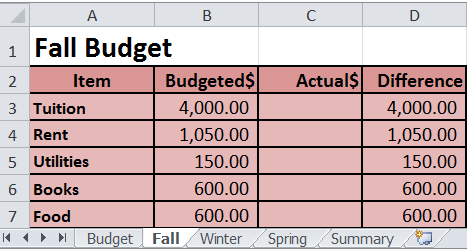 A B C D
1 Fall Budget
2 Item Budgeted$ Actual$ Difference
3 Tuition 4,000.00 4,000.00
4 Rent 1,050.00 1,050.00
5 Utilities 150.00 150.00
6 Books 600.00 600.00
7 Food 600.00 600.00
Budget Fall Winter Spring Summary